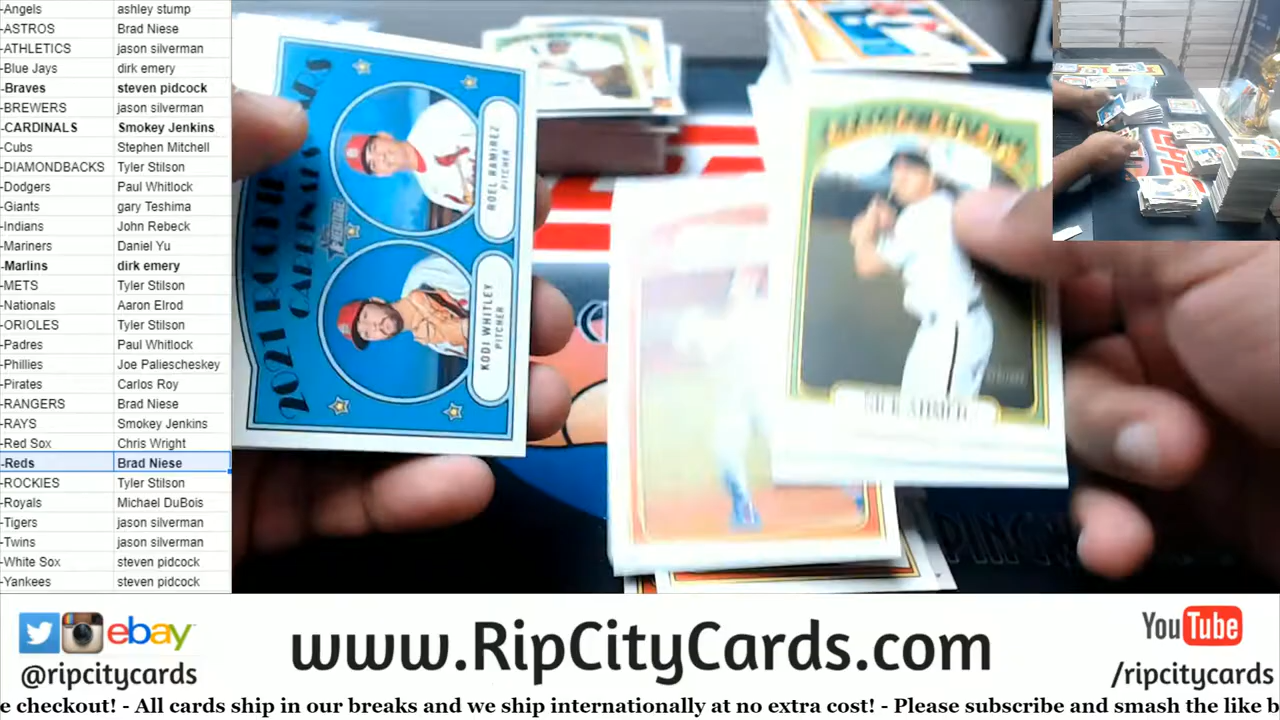 -Angels ashley stump
-ASTROS Brad Niese
-ATHLETICS jason silverman
-Blue Jays dirk emery
-Braves steven pidcock
-BREWERS jason silverman
-CARDINALS Smokey Jenkins
-Cubs Stephen Mitchell
-DIAMONDBACKS Tyler Stilson
-Dodgers Paul Whitlock
-Giants gary Teshima
-Indians John Rebeck
-Mariners Daniel Yu
-Marlins dirk emery
-METS Tyler Stilson
-Nationals Aaron Elrod
-ORIOLES Tyler Stilson
-Padres Paul Whitlock
-Phillies Joe Paliescheskey
-Pirates Carlos Roy
-RANGERS Brad Niese
-RAYS Smokey Jenkins
-Red Sox Chris Wright
-Reds Brad Niese
-ROCKIES Tyler Stilson
-Royals Michael DuBois
-Tigers jason silverman
-Twins jason silverman
-White Sox steven pidcock
-Yankees steven pidcock
2021 ROOKIE
CARDINALS STARS
HERITAGE
ROEL RAMIREZ
PITCHER
KODI WHITLEY
PITCHER
ebay
@ripcitycards
www.RipCityCards.com
YouTube
/ripcitycards
e checkout! - All cards ship in our breaks and we ship internationally at no extra cost! - Please subscribe and smash the like b